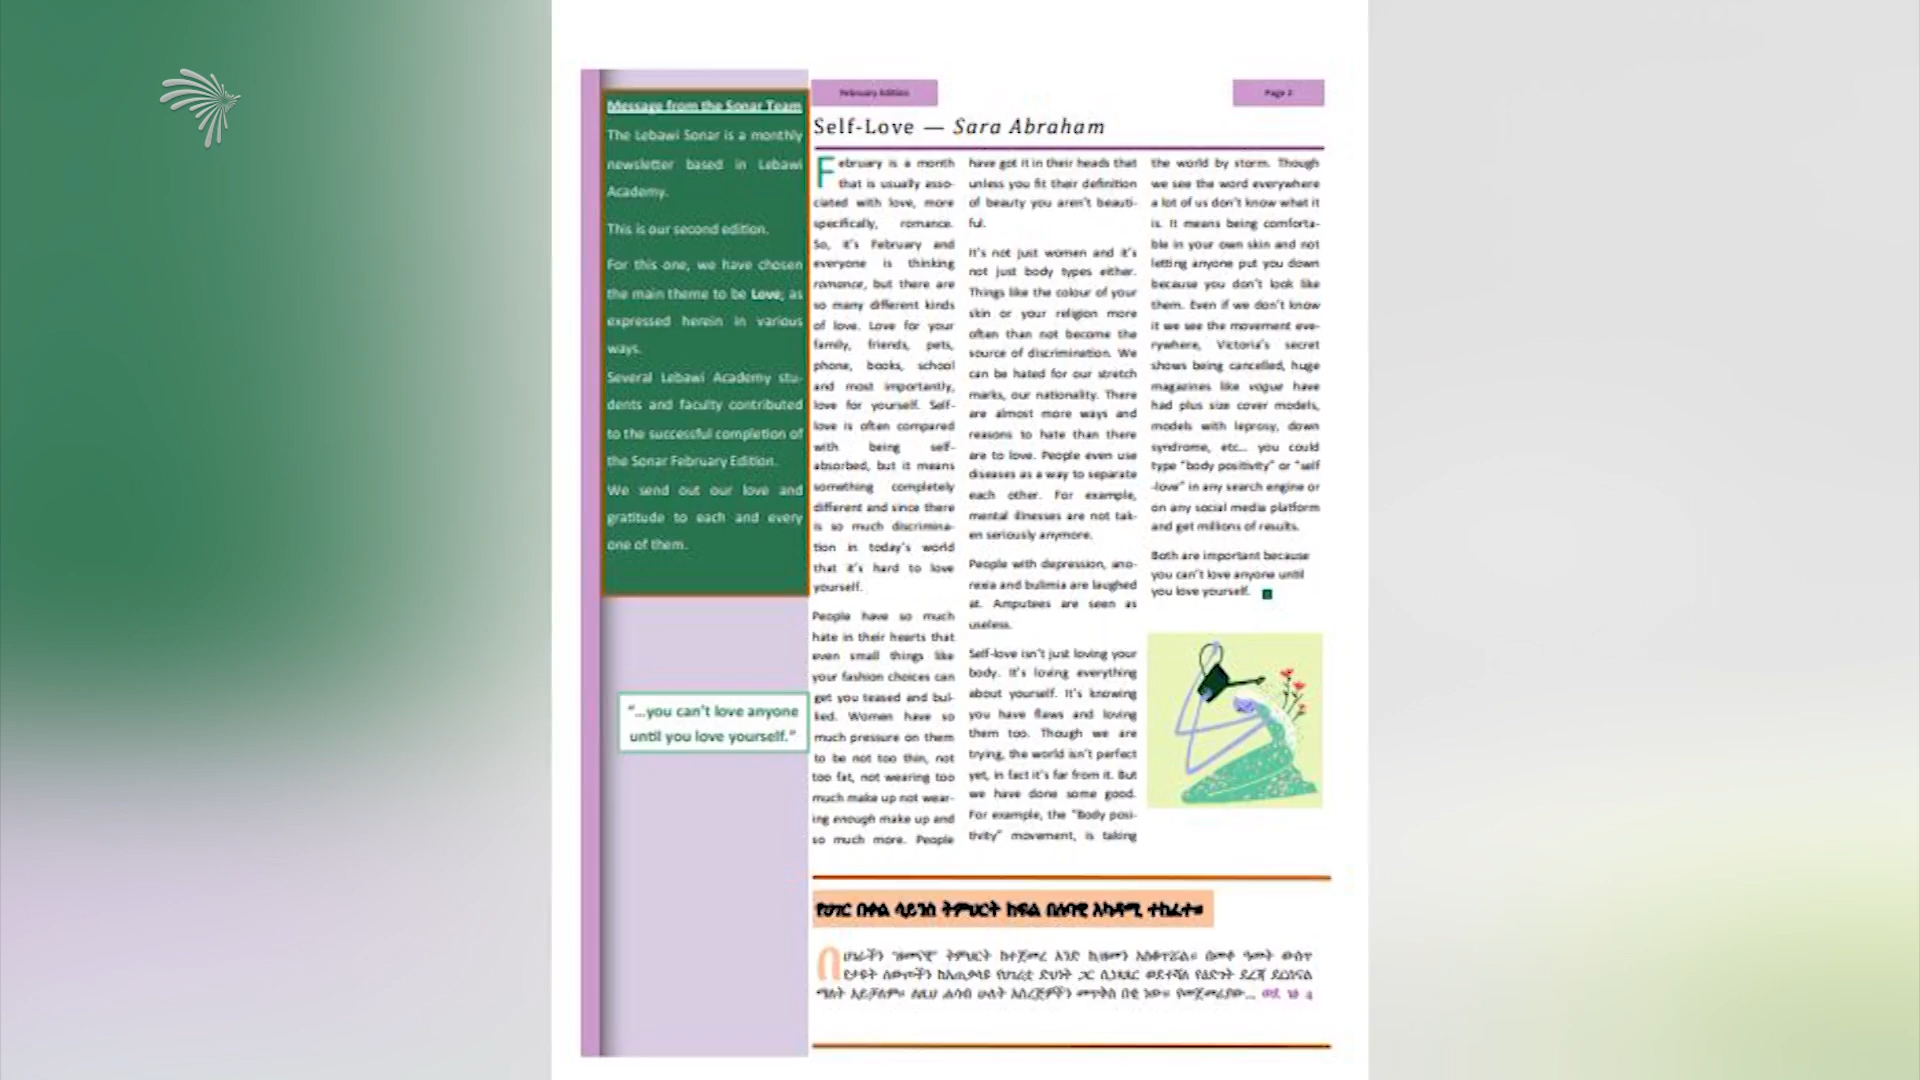 Message from the Sonar Team
The Lebawi Sonar is a monthly
newsletter based in Lebawi
Academy.
This is our second edition.
For this one, we have chosen
the main theme to be Love; as
expressed herein in various
ways.
Several Lebawi Academy stu-
dents and faculty contributed
to the successful completion of
the Sonar February Edition.
We send out our love and
gratitude to each and every
one of them.
"...you can't love anyone
until you love yourself."
February Edition
Page 2
Self-Love — Sara Abraham
February is a month
that is usually asso-
ciated with love, more
specifically, romance.
So, it's February and
everyone is thinking
romance, but there are
so many different kinds
of love. Love for your
family, friends, pets,
phone, books, school
and most importantly,
love for yourself. Self-
love is often compared
with being self-
absorbed, but it means
something completely
different and since there
is so much discrimina-
tion in today's world
that it's hard to love
yourself.
People have so much
hate in their hearts that
even small things like
your fashion choices can
get you teased and bul-
lied. Women have so
much pressure on them
to be not too thin, not
too fat, not wearing too
much make up not wear-
ing enough make up and
so much more. People
have got it in their heads that
unless you fit their definition
of beauty you aren't beauti-
ful.
It's not just women and it's
not just body types either.
Things like the colour of your
skin or your religion more
often than not become the
source of discrimination. We
can be hated for our stretch
marks, our nationality. There
are almost more ways and
reasons to hate than there
are to love. People even use
diseases as a way to separate
each other. For example,
mental illnesses are not tak-
en seriously anymore.
People with depression, ano-
rexia and bulimia are laughed
at. Amputees are seen as
useless.
Self-love isn't just loving your
body. It's loving everything
about yourself. It's knowing
you have flaws and loving
them too. Though we are
trying, the world isn't perfect
yet, in fact it's far from it. But
we have done some good.
For example, the "Body posi-
tivity" movement, is taking
the world by storm. Though
we see the word everywhere
a lot of us don't know what it
is. It means being comforta-
ble in your own skin and not
letting anyone put you down
because you don't look like
them. Even if we don't know
it we see the movement eve-
rywhere, Victoria's secret
shows being cancelled, huge
magazines like vogue have
had plus size cover models,
models with leprosy, down
syndrome, etc... you could
type "body positivity" or "self
-love" in any search engine or
on any social media platform
and get millions of results.
Both are important because
you can't love anyone until
you love yourself.
የሀገር በቀል ሳይንስ ትምህርት ክፍል በሌባዊ አካዳሚ ተከፈተ።
በሀገራችን "ዘመናዊ" ትምህርት ከተጀመረ አንድ ክ/ዘመን አስቆጥሯል። በመቶ ዓመት ውስጥ